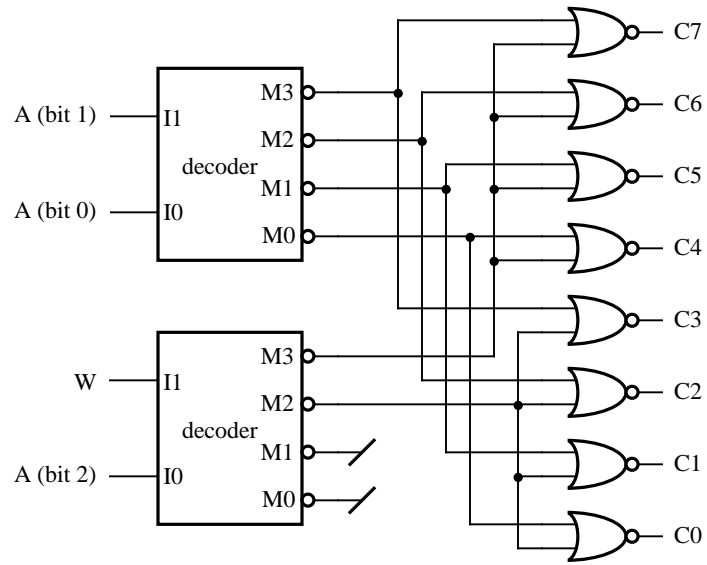 C7
M3
C6
A (bit 1)
I1
M2
decoder
C5
M1
A (bit 0)
I0
M0
C4
C3
M3
W
I1
C2
M2
decoder
M1
C1
A (bit 2)
I0
M0
C0